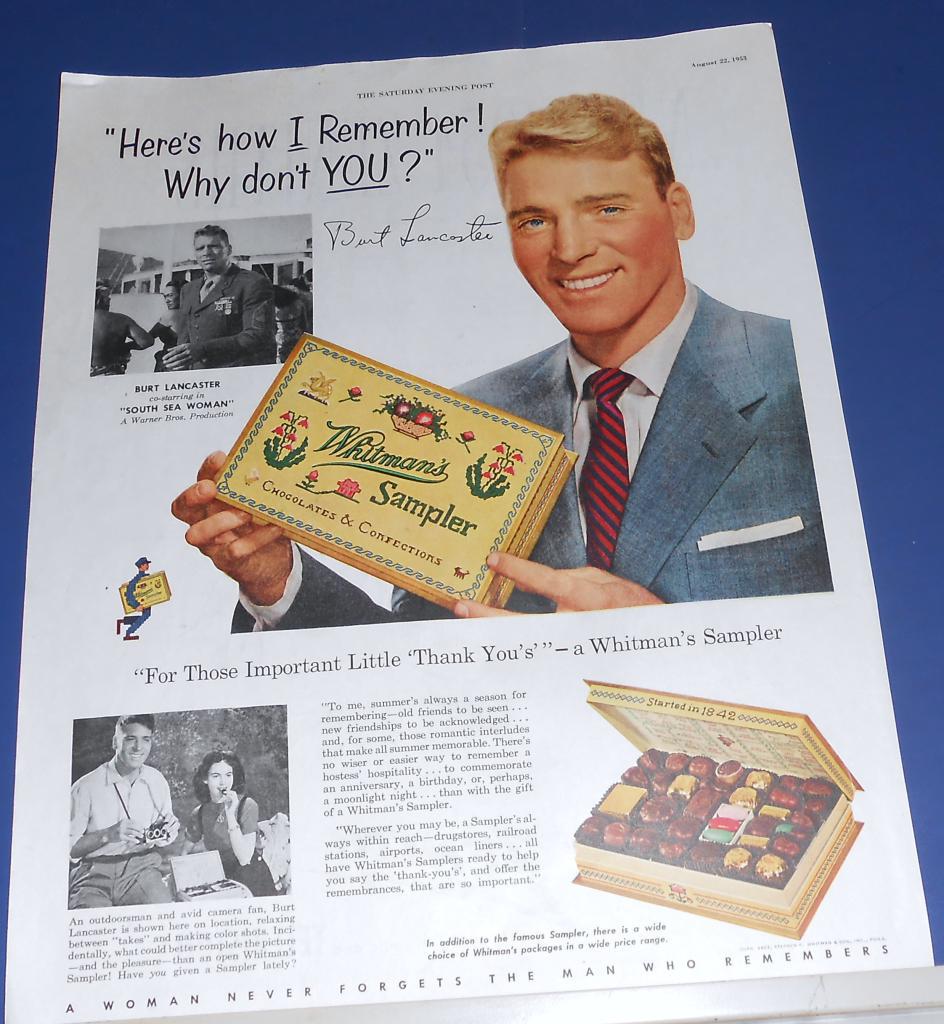 THE SATURDAY EVENING POST
August 22, 1953
"Here's how I Remember!
Why don't YOU?"
Burt Lancaster
BURT LANCASTER
co-starring in
"SOUTH SEA WOMAN"
A Warner Bros. Production
Whitman's
Sampler
CHOCOLATES & CONFECTIONS
"For Those Important Little 'Thank You's'"—a Whitman's Sampler
"To me, summer's always a season for
remembering—old friends to be seen . . .
new friendships to be acknowledged . . .
and, for some, those romantic interludes
that make all summer memorable. There's
no wiser or easier way to remember a
hostess' hospitality . . . to commemorate
an anniversary, a birthday, or, perhaps,
a moonlight night . . . than with the gift
of a Whitman's Sampler.
"Wherever you may be, a Sampler's al-
ways within reach—drugstores, railroad
stations, airports, ocean liners . . . all
have Whitman's Samplers ready to help
you say the 'thank-you's', and offer the
remembrances, that are so important."
Started in 1842
An outdoorsman and avid camera fan, Burt
Lancaster is shown here on location, relaxing
between "takes" and making color shots. Inci-
dentally, what could better complete the picture
—and the pleasure—than an open Whitman's
Sampler! Have you given a Sampler lately?
In addition to the famous Sampler, there is a wide
choice of Whitman's packages in a wide price range.
A WOMAN NEVER FORGETS THE MAN WHO REMEMBERS